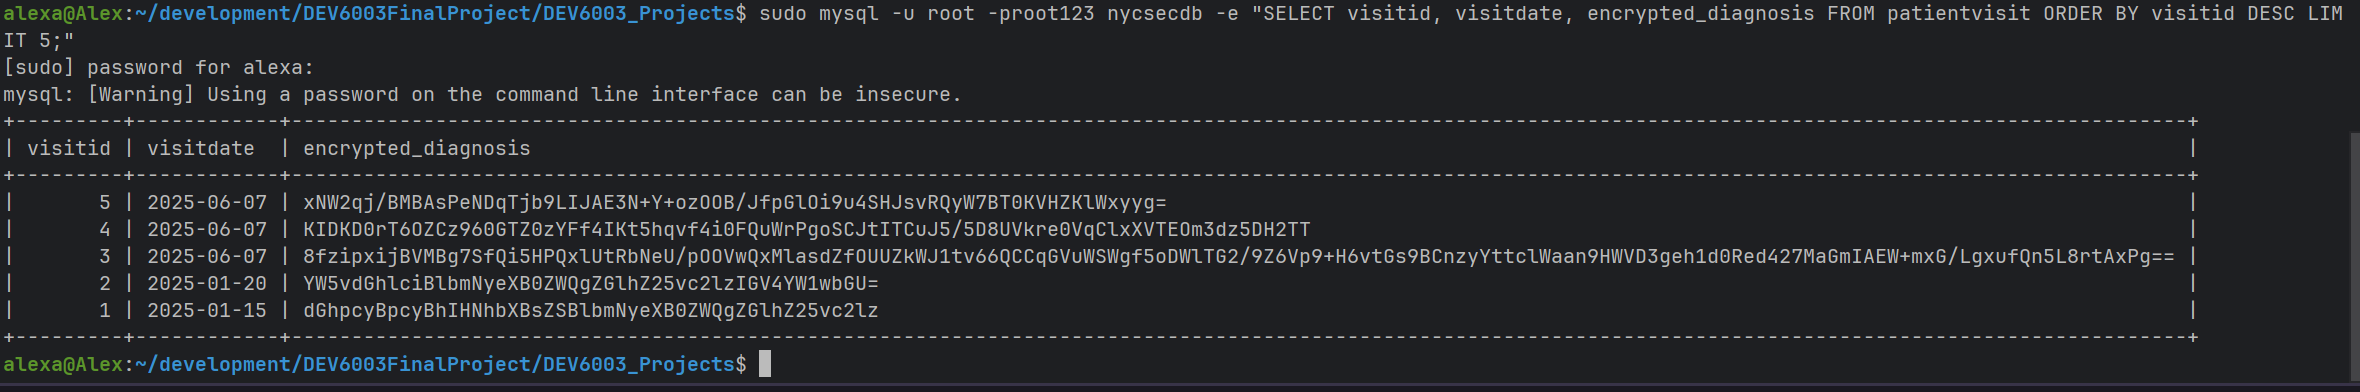 alexa@Alex:~/development/DEV6003FinalProject/DEV6003_Projects$ sudo mysql -u root -proot123 nycsecdb -e "SELECT visitid, visitdate, encrypted_diagnosis FROM patientvisit ORDER BY visitid DESC LIM
IT 5;"
[sudo] password for alexa:
mysql: [Warning] Using a password on the command line interface can be insecure.
+---------+------------+--------------------------------------------------------------------------------------------------------------------------------------------------------------+
| visitid | visitdate  | encrypted_diagnosis                                                                                                                                          |
+---------+------------+--------------------------------------------------------------------------------------------------------------------------------------------------------------+
|       5 | 2025-06-07 | xNW2qj/BMBAsPeNDqTjb9LIJAE3N+Y+ozOOB/JfpGlOi9u4SHJsvRQyW7BT0KVHZKlWxyyg=                                                                                     |
|       4 | 2025-06-07 | KIDKD0rT6OZCz960GTZ0zYFf4IKt5hqvf4i0FQuWrPgoSCJtITCuJ5/5D8UVkre0VqClxXVTEOm3dz5DH2TT                                                                         |
|       3 | 2025-06-07 | 8fzipxijBVMBg7SfQi5HPQxlUtRbNeU/pOOVwQxMlasdZfOUUZkWJ1tv66QCCqGVuWSWgf5oDWlTG2/9Z6Vp9+H6vtGs9BCnzyYttclWaan9HWVD3geh1d0Red427MaGmIAEW+mxG/LgxufQn5L8rtAxPg== |
|       2 | 2025-01-20 | YW5vdGhlciBlbmNyeXB0ZWQgZGlhZ25vc2lzIGV4YW1wbGU=                                                                                                             |
|       1 | 2025-01-15 | dGhpcyBpcyBhIHNhbXBsZSBlbmNyeXB0ZWQgZGlhZ25vc2lz                                                                                                             |
+---------+------------+--------------------------------------------------------------------------------------------------------------------------------------------------------------+
alexa@Alex:~/development/DEV6003FinalProject/DEV6003_Projects$